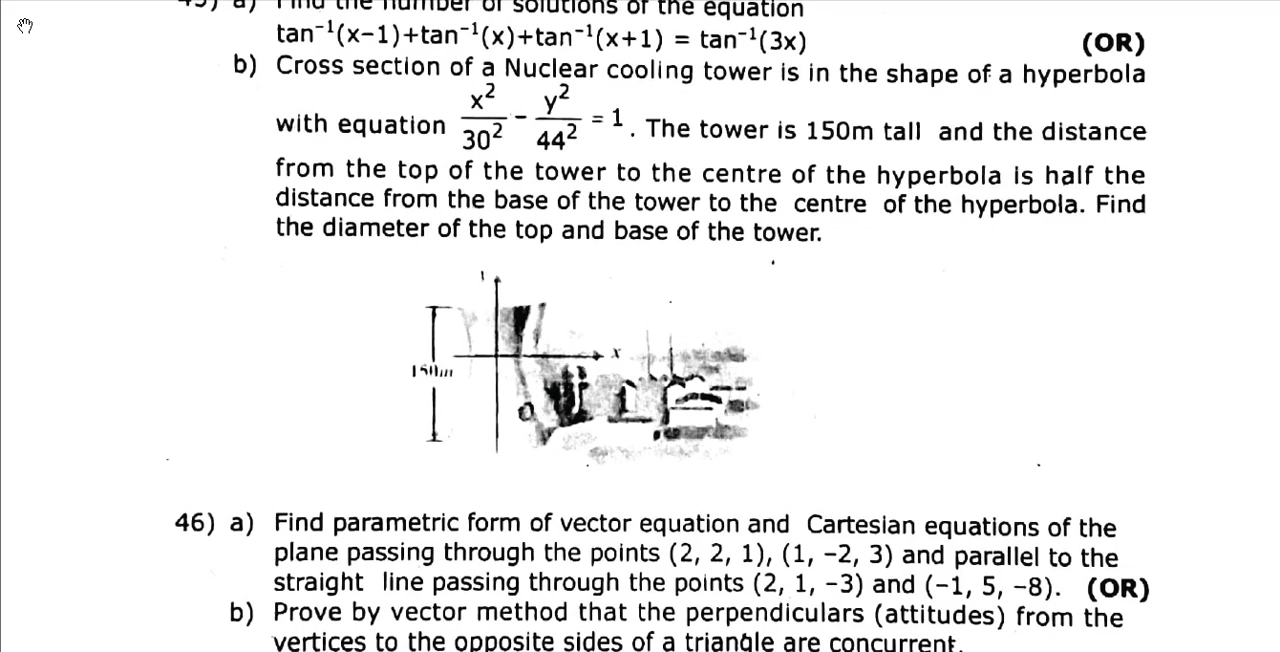 a) Find the number of solutions of the equation
tan⁻¹(x−1)+tan⁻¹(x)+tan⁻¹(x+1) = tan⁻¹(3x) (OR)
b) Cross section of a Nuclear cooling tower is in the shape of a hyperbola
with equation x²/30² - y²/44² = 1. The tower is 150m tall and the distance
from the top of the tower to the centre of the hyperbola is half the
distance from the base of the tower to the centre of the hyperbola. Find
the diameter of the top and base of the tower.
x
150m
46) a) Find parametric form of vector equation and Cartesian equations of the
plane passing through the points (2, 2, 1), (1, −2, 3) and parallel to the
straight line passing through the points (2, 1, −3) and (−1, 5, −8). (OR)
b) Prove by vector method that the perpendiculars (attitudes) from the
vertices to the opposite sides of a triangle are concurrent.